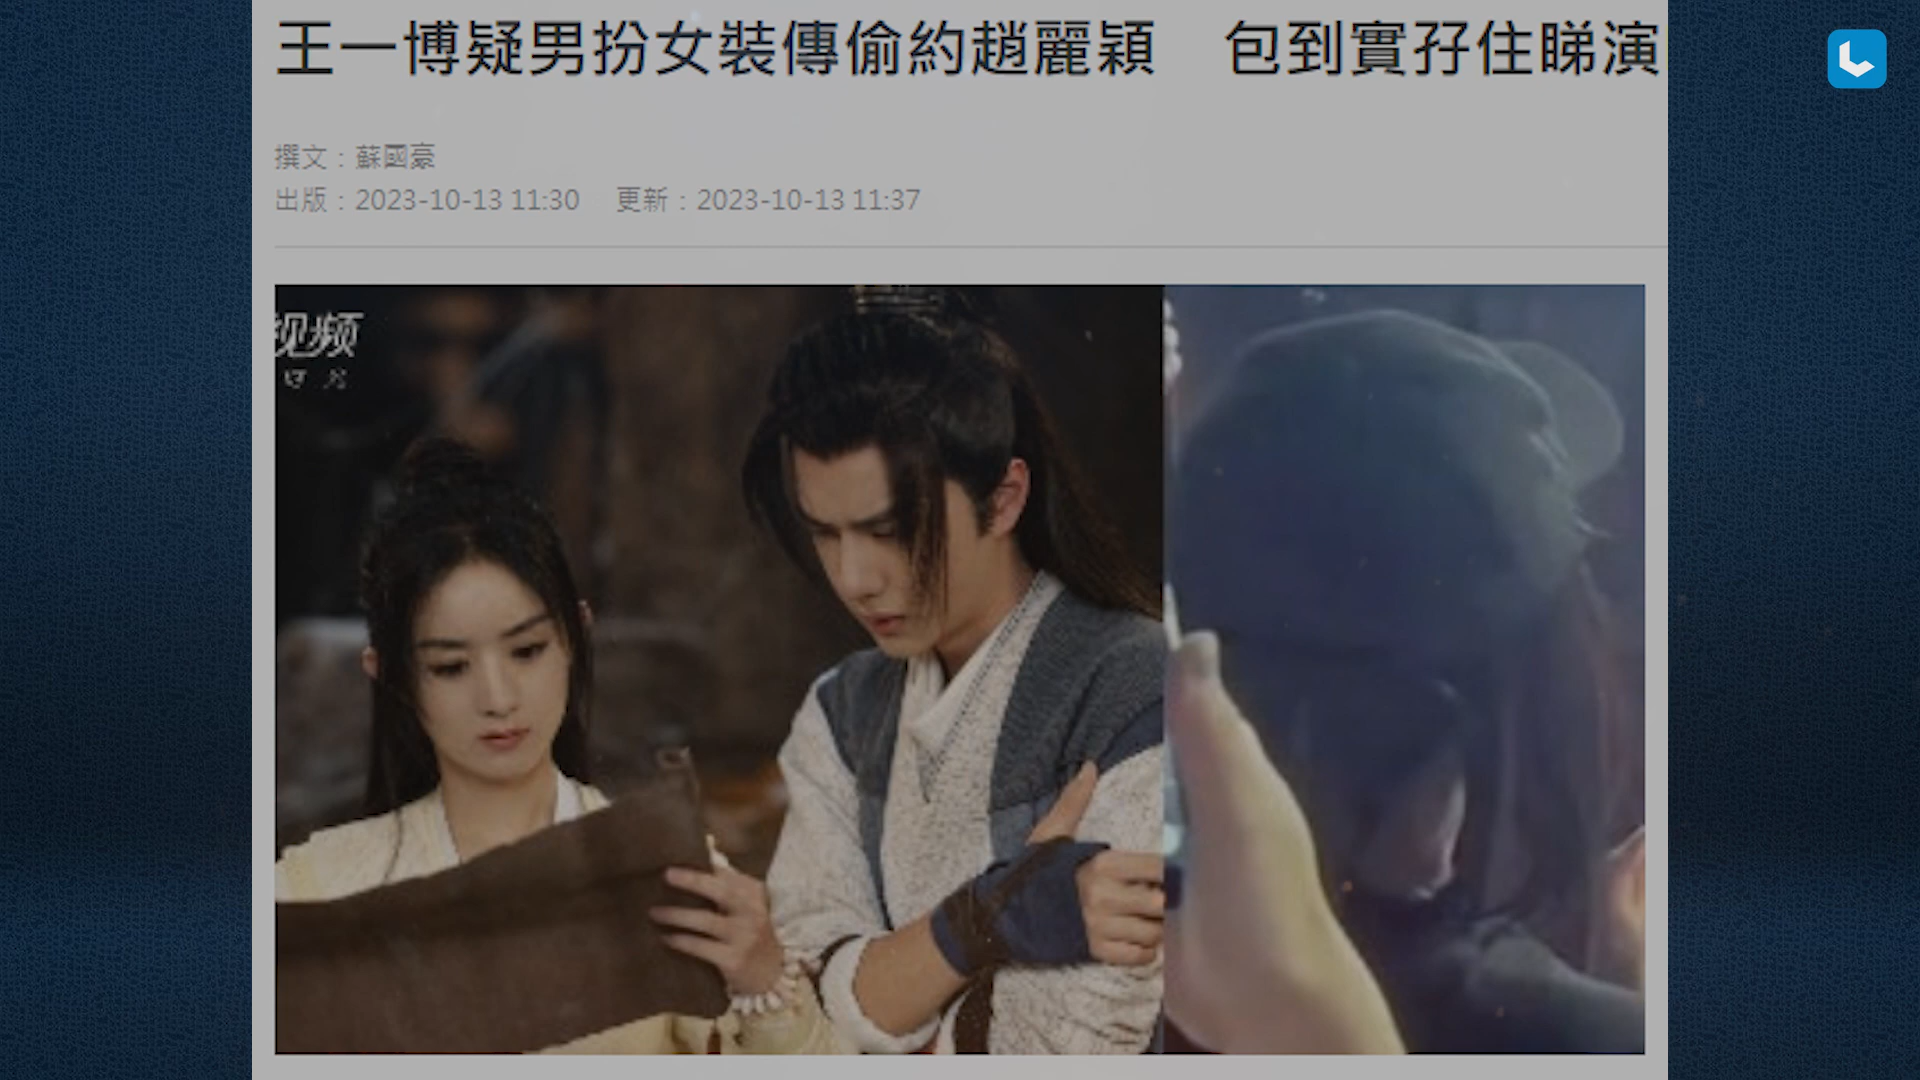 王一博疑男扮女裝傳偷約趙麗穎　包到實孖住睇演
撰文：蘇國豪
出版：2023-10-13 11:30　更新：2023-10-13 11:37
视频